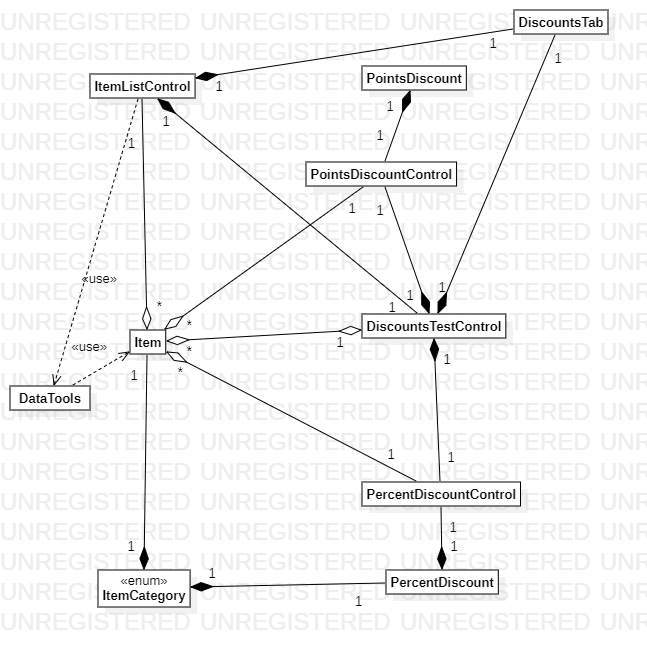 UNREGISTERED UNREGISTERED UNREGISTERED UNREGISTERED
DiscountsTab
1
1
ItemListControl
1
PointsDiscount
1
1
1
1
PointsDiscountControl
1
1
«use»
*
1
1
1
*
DiscountsTestControl
Item
*
1
«use»
1
*
1
DataTools
1
1
PercentDiscountControl
1
1
1
«enum»
ItemCategory
1
PercentDiscount
1